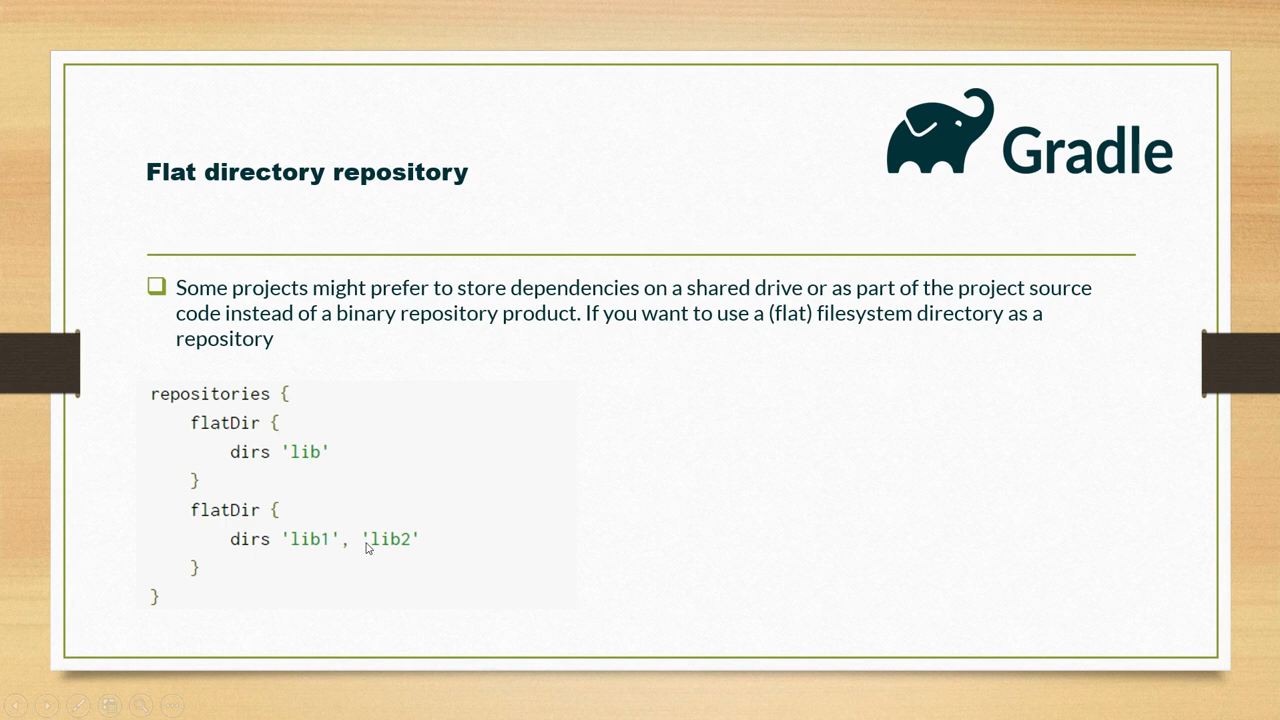 Gradle
Flat directory repository
Some projects might prefer to store dependencies on a shared drive or as part of the project source
code instead of a binary repository product. If you want to use a (flat) filesystem directory as a
repository
repositories {
    flatDir {
        dirs 'lib'
    }
    flatDir {
        dirs 'lib1', 'lib2'
    }
}